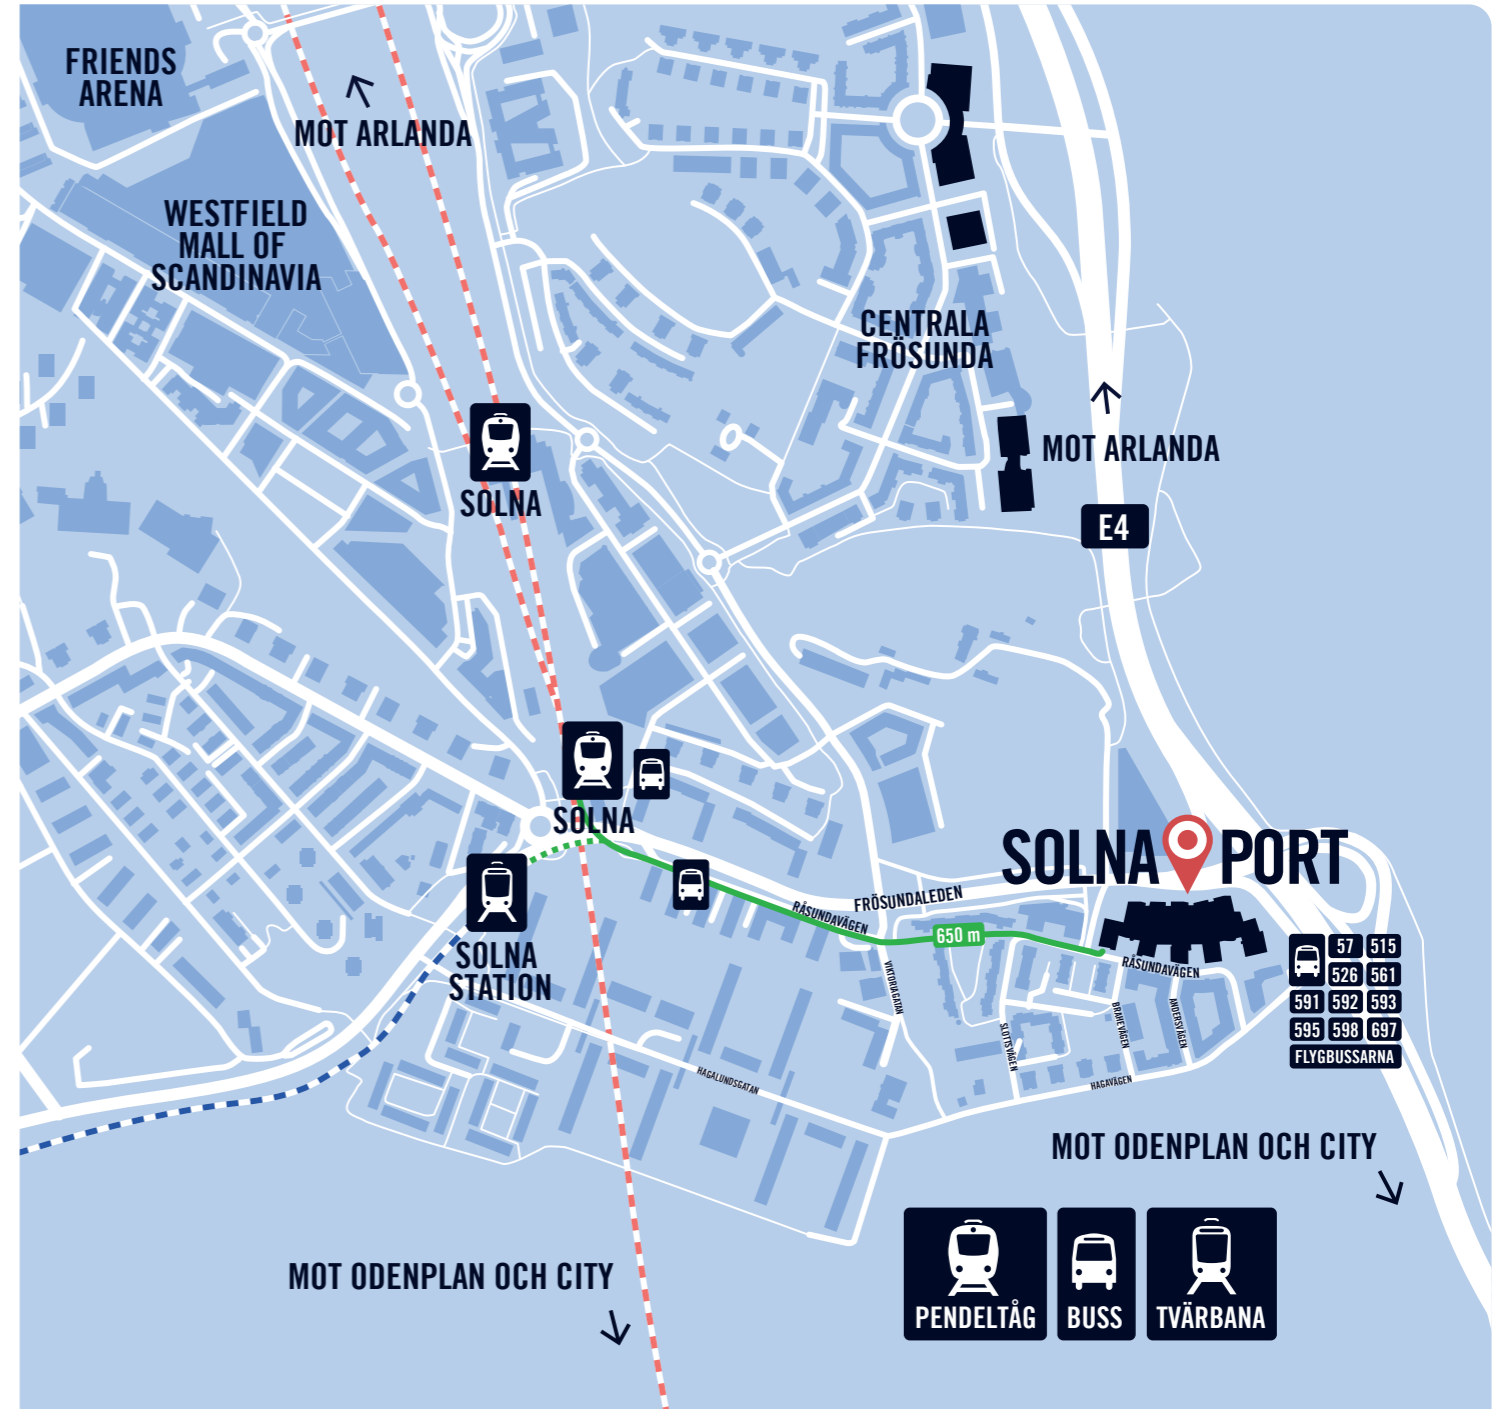 FRIENDS
ARENA
MOT ARLANDA
WESTFIELD
MALL OF
SCANDINAVIA
CENTRALA
FRÖSUNDA
SOLNA
MOT ARLANDA
E4
SOLNA
SOLNA PORT
FRÖSUNDALEDEN
RÅSUNDAVÄGEN
650 m
SOLNA
STATION
RÅSUNDAVÄGEN
VIKTORIAGATAN
SLOTTSVÄGEN
BRAHEVÄGEN
ANDERSVÄGEN
HAGAVÄGEN
HAGALUNDSGATAN
57 515
526 561
591 592 593
595 598 697
FLYGBUSSARNA
MOT ODENPLAN OCH CITY
MOT ODENPLAN OCH CITY
PENDELTÅG BUSS TVÄRBANA